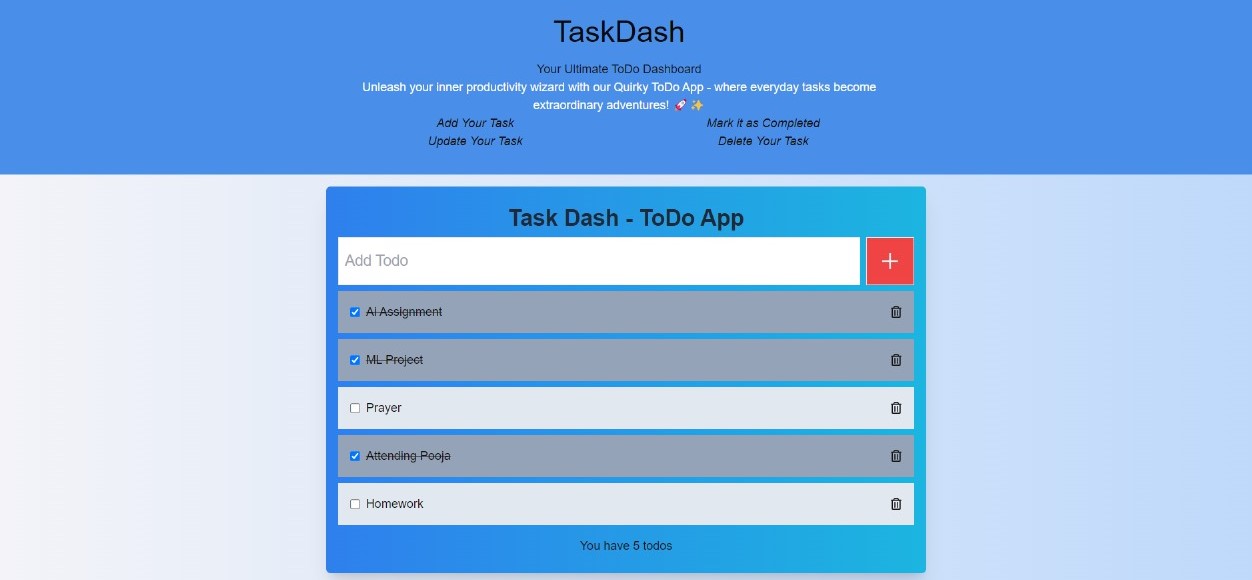 TaskDash
Your Ultimate ToDo Dashboard
Unleash your inner productivity wizard with our Quirky ToDo App - where everyday tasks become
extraordinary adventures! 🚀 ✨
Add Your Task
Mark it as Completed
Update Your Task
Delete Your Task
Task Dash - ToDo App
Add Todo
Ai Assignment
ML Project
Prayer
Attending Pooja
Homework
You have 5 todos